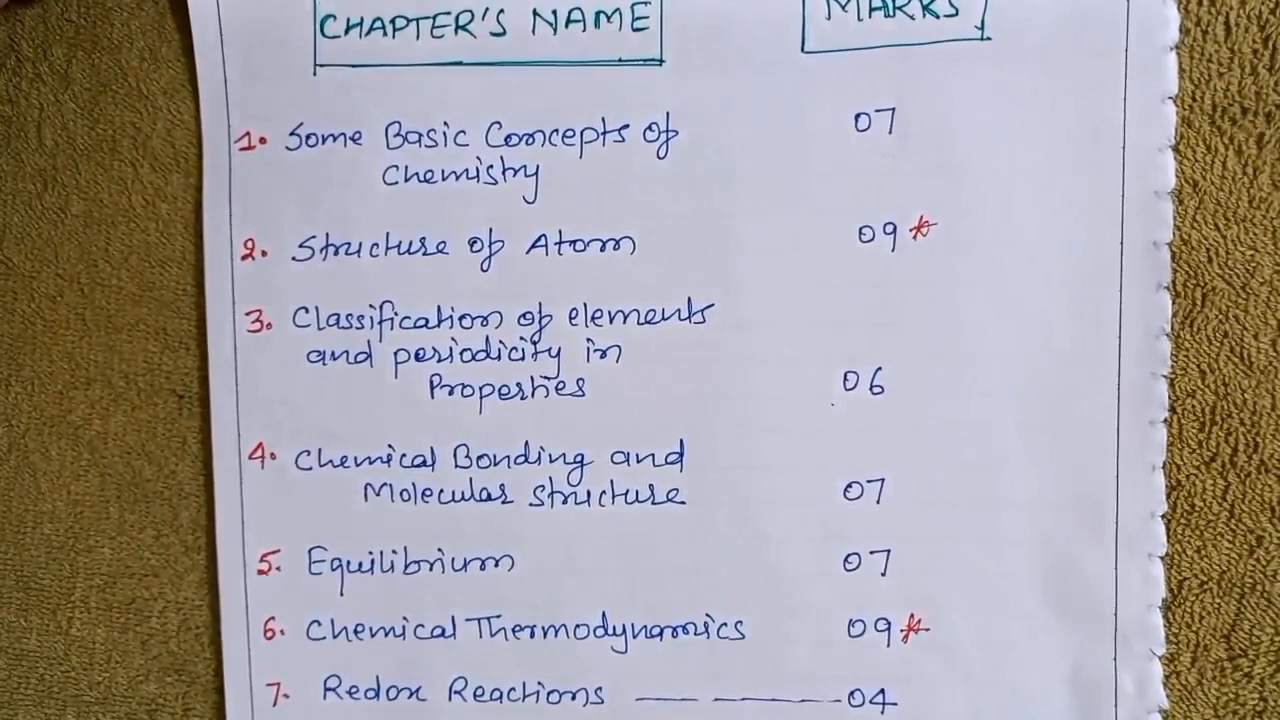 CHAPTER'S NAME MARKS
1. Some Basic Concepts of 07
Chemistry
2. Structure of Atom 09*
3. Classification of elements
and periodicity in
Properties 06
4. Chemical Bonding and
Molecular structure 07
5. Equilibrium 07
6. Chemical Thermodynamics 09*
7. Redox Reactions — —— 04